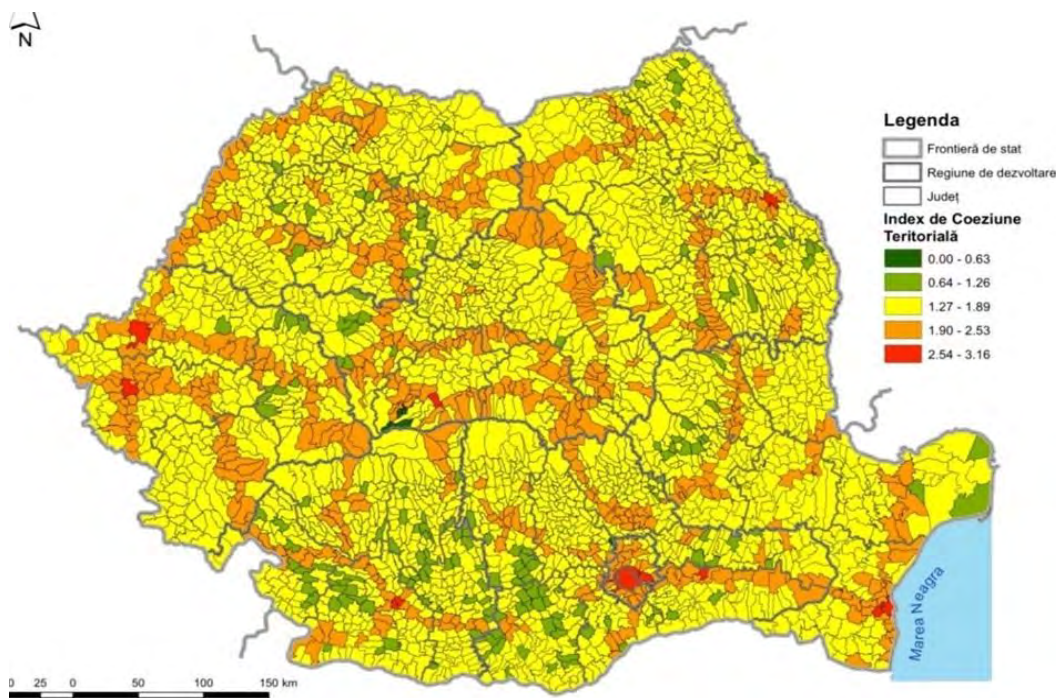 N
Legenda
Frontieră de stat
Regiune de dezvoltare
Județ
Index de Coeziune
Teritorială
0.00 - 0.63
0.64 - 1.26
1.27 - 1.89
1.90 - 2.53
2.54 - 3.16
Marea Neagra
0 25 0 50 100 150 km